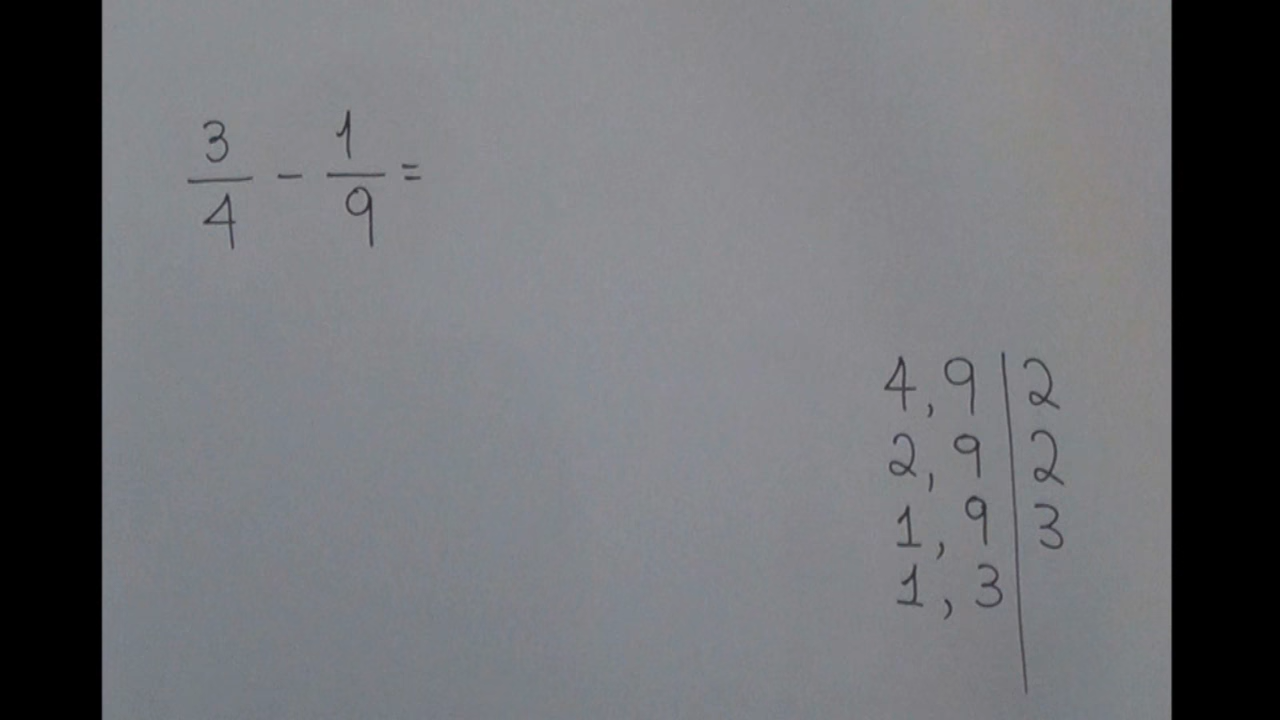 3/4 - 1/9 =
4, 9 | 2
2, 9 | 2
1, 9 | 3
1, 3 |